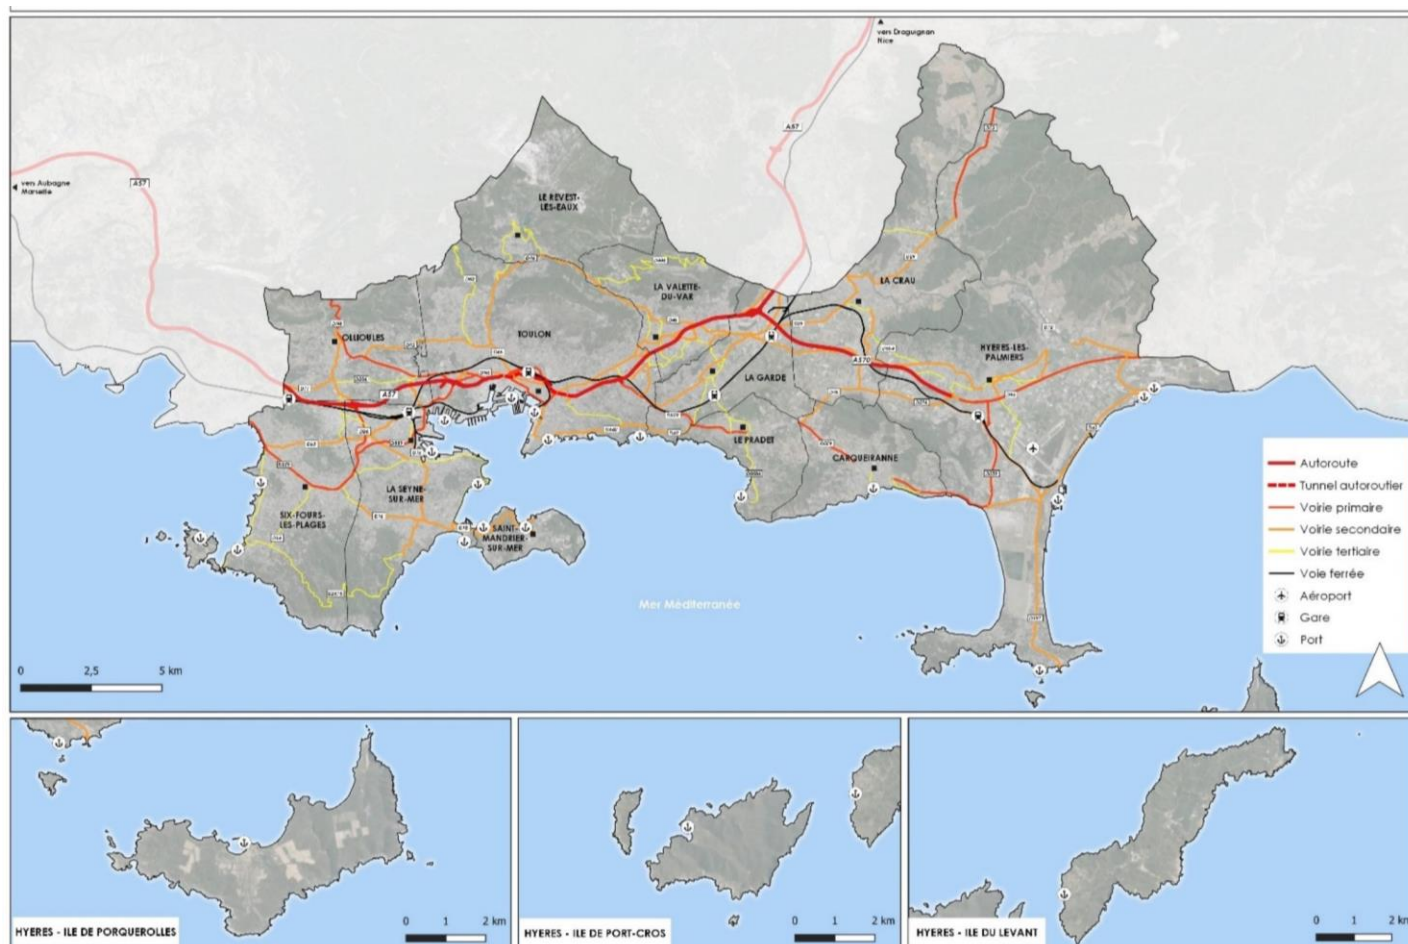 vers Draguignan
Nice
A57
vers Aubagne
Marseille
A57
LE REVEST-
LES-EAUX
LA VALETTE-
DU-VAR
LA CRAU
OLLIOULES
TOULON
HYERES-LES-
PALMIERS
A570
LA GARDE
A57
LE PRADET
CARQUEIRANNE
LA SEYNE-
SUR-MER
SIX-FOURS-
LES-PLAGES
SAINT-
MANDRIER-
SUR-MER
Mer Méditerranée
Autoroute
Tunnel autoroutier
Voirie primaire
Voirie secondaire
Voirie tertiaire
Voie ferrée
Aéroport
Gare
Port
0 2,5 5 km
HYERES - ILE DE PORQUEROLLES
0 1 2 km
HYERES - ILE DE PORT-CROS
0 1 2 km
HYERES - ILE DU LEVANT
0 1 2 km